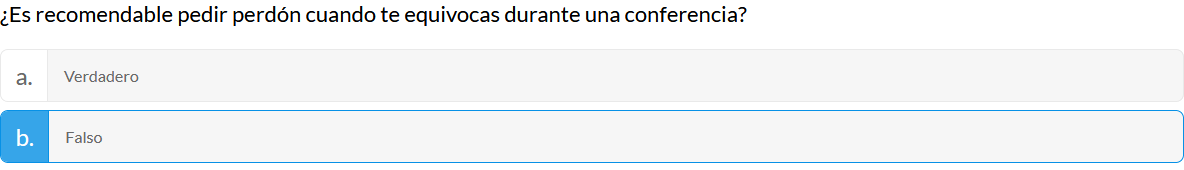 ¿Es recomendable pedir perdón cuando te equivocas durante una conferencia?
a. Verdadero
b. Falso